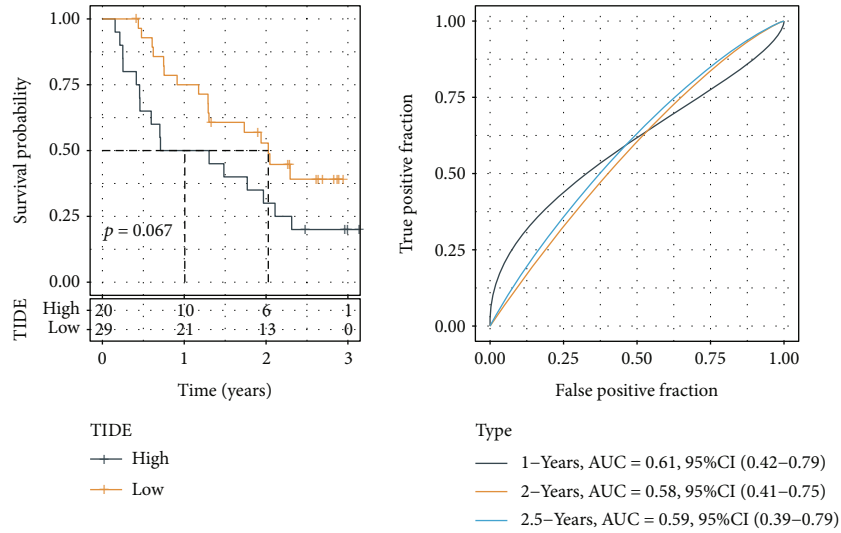 Survival probability
1.00
0.75
0.50
0.25
0.00
p = 0.067
TIDE
High 20 10 6 1
Low 29 21 13 0
0 1 2 3
Time (years)
TIDE
High
Low
True positive fraction
1.00
0.75
0.50
0.25
0.00
0.00 0.25 0.50 0.75 1.00
False positive fraction
Type
1−Years, AUC = 0.61, 95%CI (0.42−0.79)
2−Years, AUC = 0.58, 95%CI (0.41−0.75)
2.5−Years, AUC = 0.59, 95%CI (0.39−0.79)